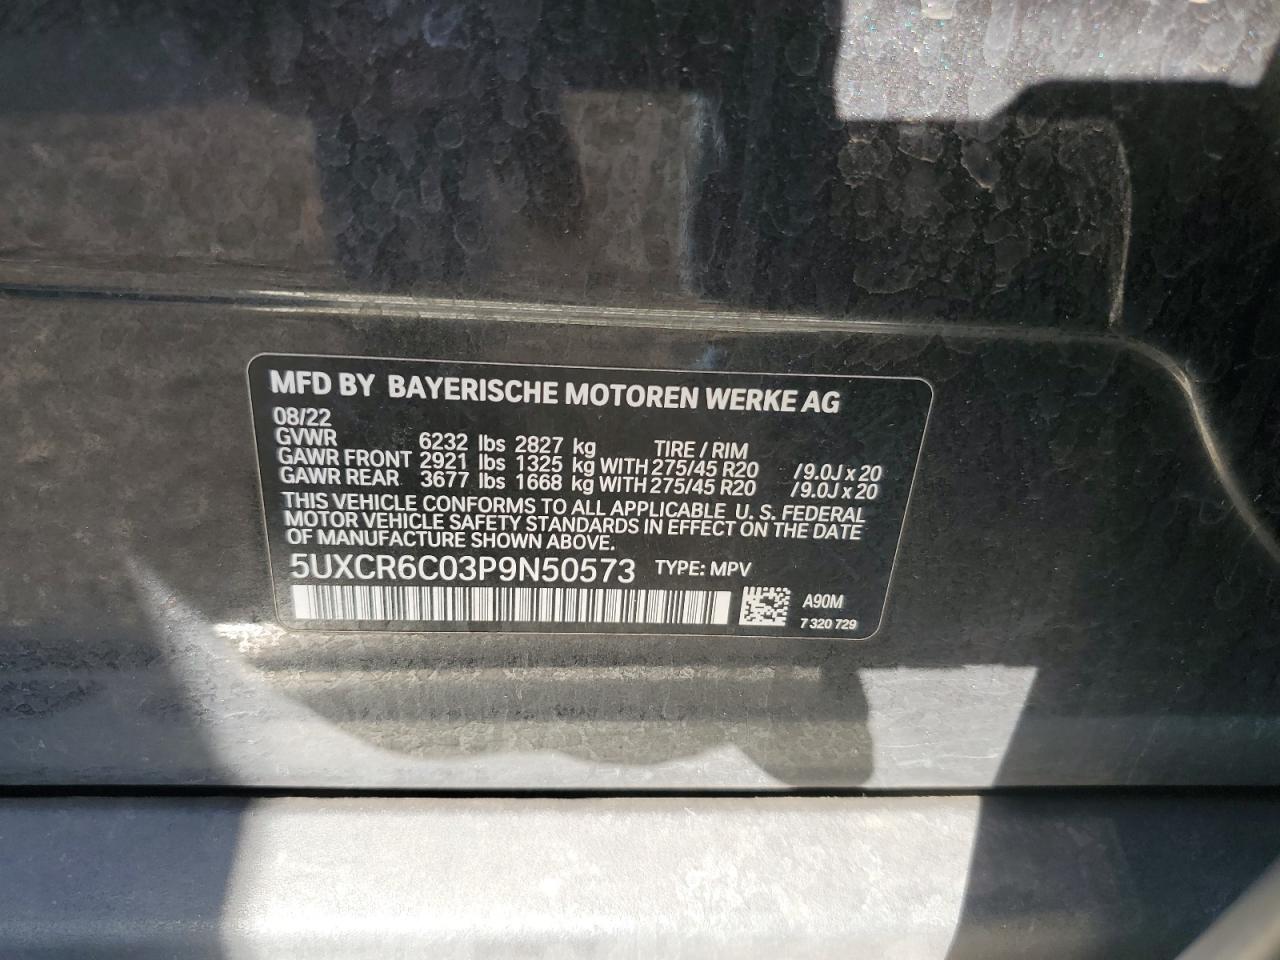 MFD BY BAYERISCHE MOTOREN WERKE AG
08/22
GVWR 6232 lbs 2827 kg TIRE / RIM
GAWR FRONT 2921 lbs 1325 kg WITH 275/45 R20 /9.0J x 20
GAWR REAR 3677 lbs 1668 kg WITH 275/45 R20 /9.0J x 20
THIS VEHICLE CONFORMS TO ALL APPLICABLE U. S. FEDERAL
MOTOR VEHICLE SAFETY STANDARDS IN EFFECT ON THE DATE
OF MANUFACTURE SHOWN ABOVE.
5UXCR6C03P9N50573 TYPE: MPV
A90M
7 320 729